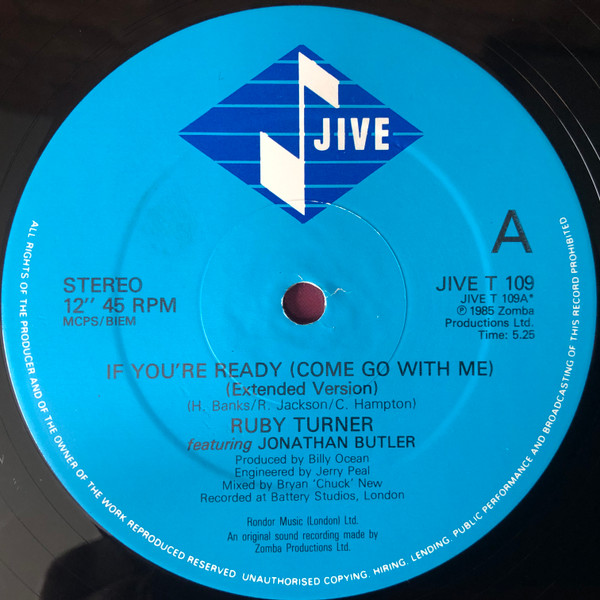 JIVE
A
STEREO
12" 45 RPM
MCPS/BIEM
JIVE T 109
JIVE T 109A*
℗ 1985 Zomba
Productions Ltd.
Time: 5.25
IF YOU'RE READY (COME GO WITH ME)
(Extended Version)
(H. Banks/R. Jackson/C. Hampton)
RUBY TURNER
featuring JONATHAN BUTLER
Produced by Billy Ocean
Engineered by Jerry Peal
Mixed by Bryan 'Chuck' New
Recorded at Battery Studios, London
Rondor Music (London) Ltd.
An original sound recording made by
Zomba Productions Ltd.
ALL RIGHTS OF THE PRODUCER AND OF THE OWNER OF THE WORK REPRODUCED RESERVED UNAUTHORISED COPYING, HIRING, LENDING, PUBLIC PERFORMANCE AND BROADCASTING OF THIS RECORD PROHIBITED